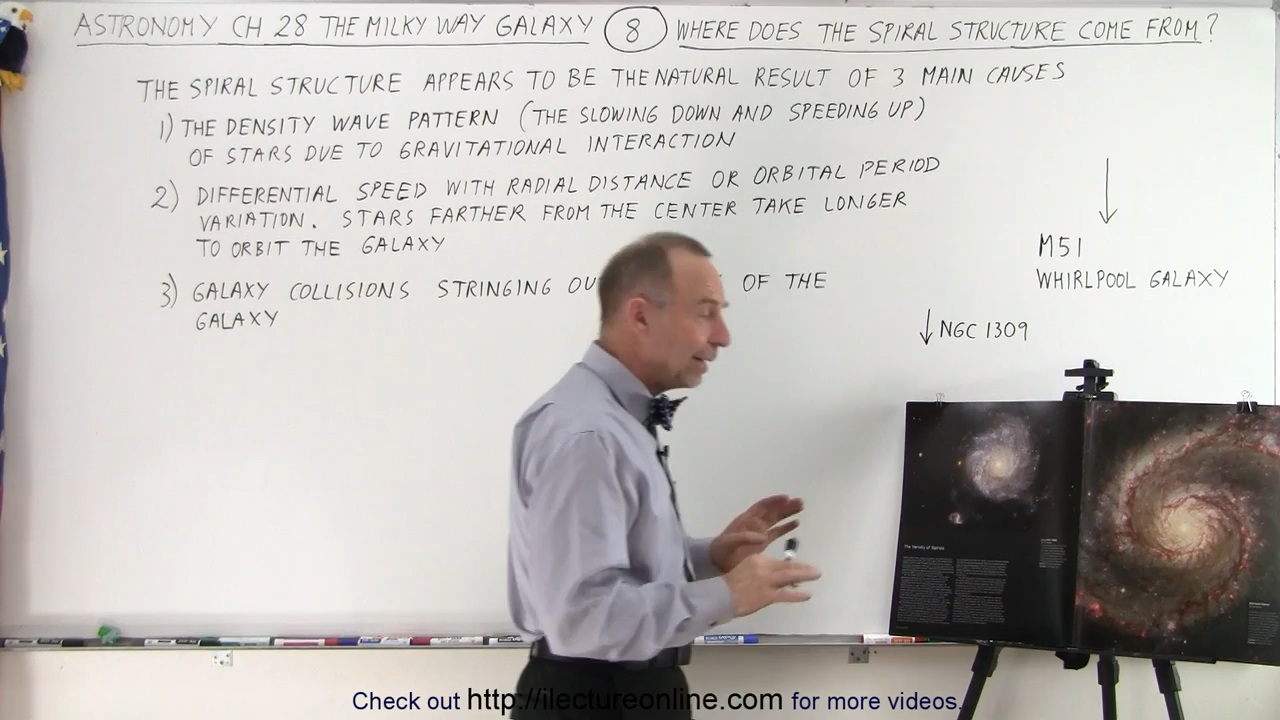 ASTRONOMY CH 28 THE MILKY WAY GALAXY 8 WHERE DOES THE SPIRAL STRUCTURE COME FROM?
THE SPIRAL STRUCTURE APPEARS TO BE THE NATURAL RESULT OF 3 MAIN CAUSES
1) THE DENSITY WAVE PATTERN (THE SLOWING DOWN AND SPEEDING UP)
OF STARS DUE TO GRAVITATIONAL INTERACTION
2) DIFFERENTIAL SPEED WITH RADIAL DISTANCE OR ORBITAL PERIOD
VARIATION. STARS FARTHER FROM THE CENTER TAKE LONGER
TO ORBIT THE GALAXY
3) GALAXY COLLISIONS STRINGING OF THE
GALAXY
M51
WHIRLPOOL GALAXY
NGC 1309
The Variety of Spirals
Check out http://ilectureonline.com for more videos.